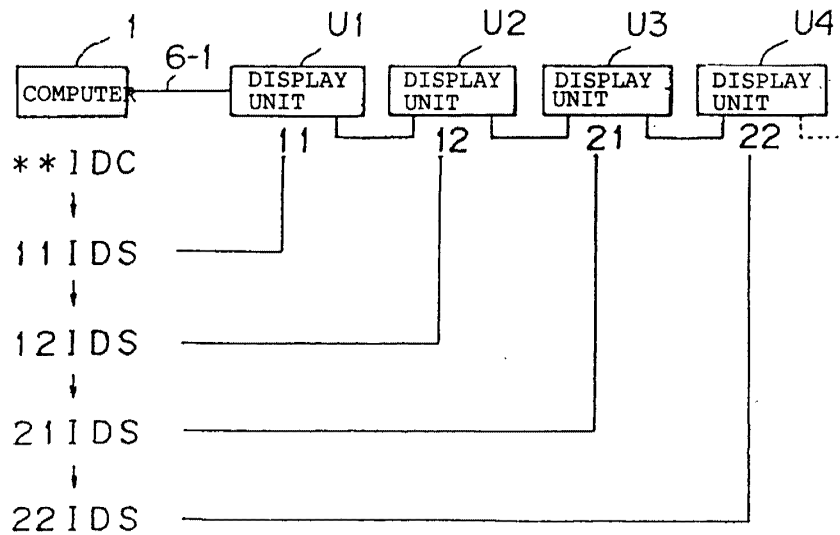 1 6-1 U1 U2 U3 U4
COMPUTER
DISPLAY UNIT
DISPLAY UNIT
DISPLAY UNIT
DISPLAY UNIT
11 12 21 22
**IDC
11IDS
12IDS
21IDS
22IDS